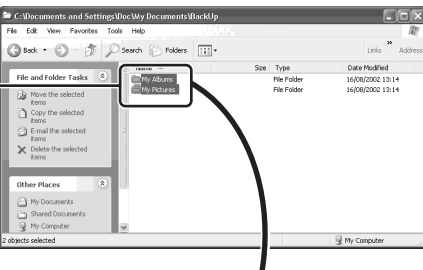 C:\Documents and Settings\Doc\My Documents\BackUp
File Edit View Favorites Tools Help
Back Search Folders Links Address
Size Type Date Modified
File and Folder Tasks
My Albums File Folder 16/08/2002 13:14
My Pictures File Folder 16/08/2002 13:14
Move the selected
items
Copy the selected
items
E-mail the selected
items
Delete the selected
items
Other Places
My Documents
Shared Documents
My Computer
2 objects selected My Computer